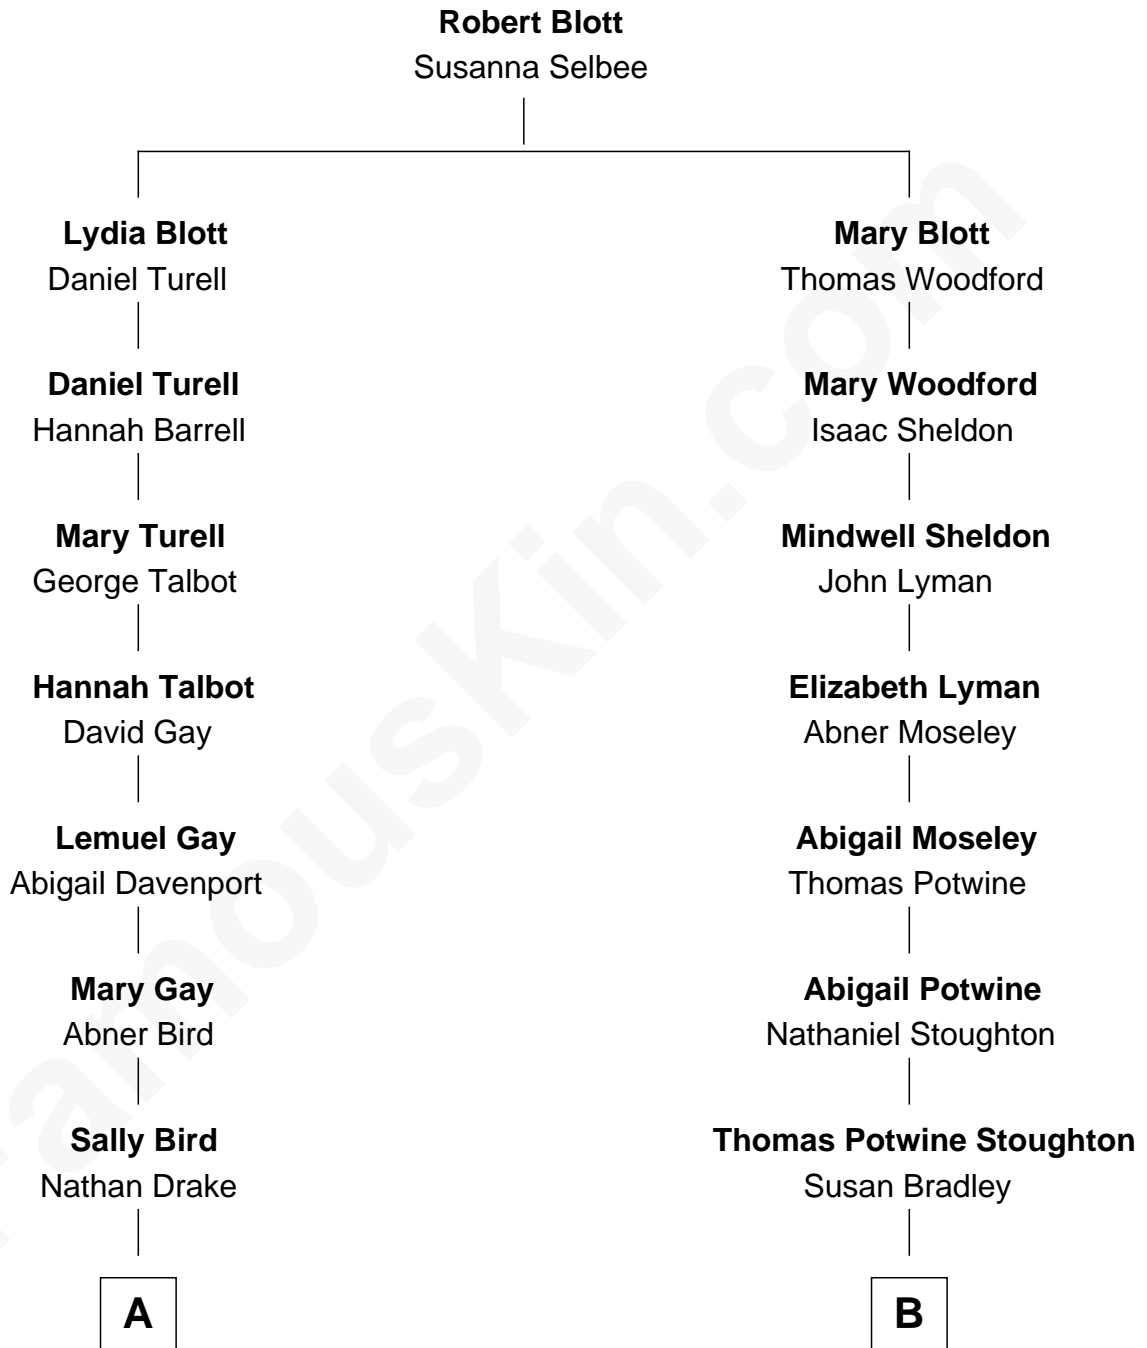 Robert Blott
Susanna Selbee
Lydia Blott
Daniel Turell
Mary Blott
Thomas Woodford
Daniel Turell
Hannah Barrell
Mary Woodford
Isaac Sheldon
Mary Turell
George Talbot
Mindwell Sheldon
John Lyman
Hannah Talbot
David Gay
Elizabeth Lyman
Abner Moseley
Lemuel Gay
Abigail Davenport
Abigail Moseley
Thomas Potwine
Mary Gay
Abner Bird
Abigail Potwine
Nathaniel Stoughton
Sally Bird
Nathan Drake
Thomas Potwine Stoughton
Susan Bradley
A
B
FamousKin.com